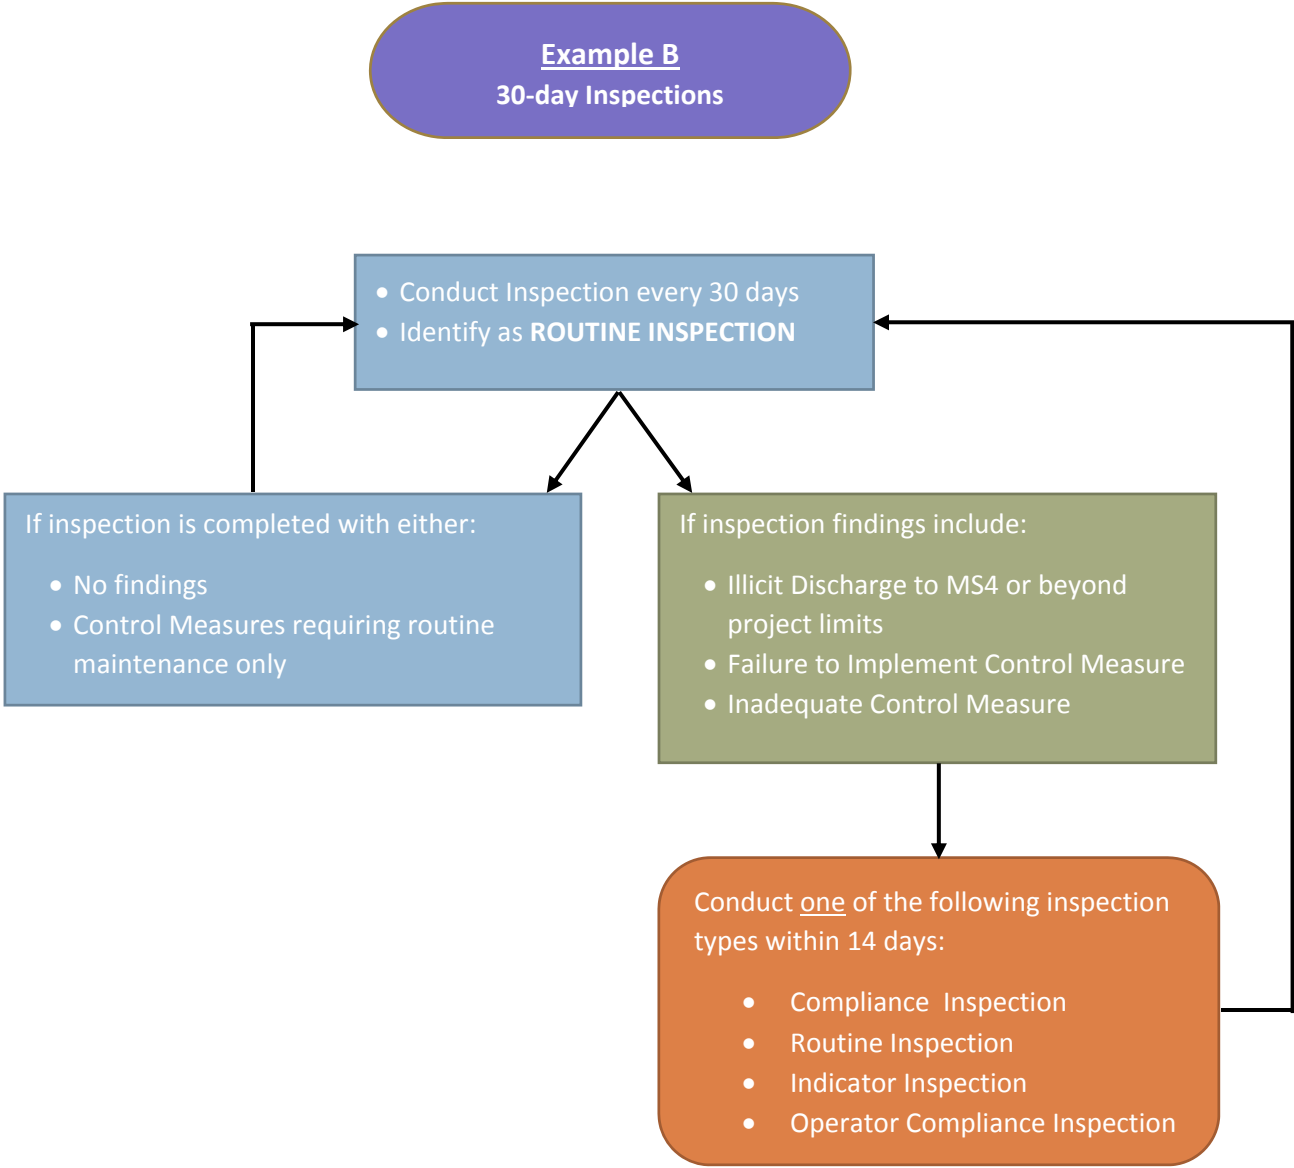 Example B
30-day Inspections
• Conduct Inspection every 30 days
• Identify as ROUTINE INSPECTION
If inspection is completed with either:
• No findings
• Control Measures requiring routine
maintenance only
If inspection findings include:
• Illicit Discharge to MS4 or beyond
project limits
• Failure to Implement Control Measure
• Inadequate Control Measure
Conduct one of the following inspection
types within 14 days:
• Compliance Inspection
• Routine Inspection
• Indicator Inspection
• Operator Compliance Inspection